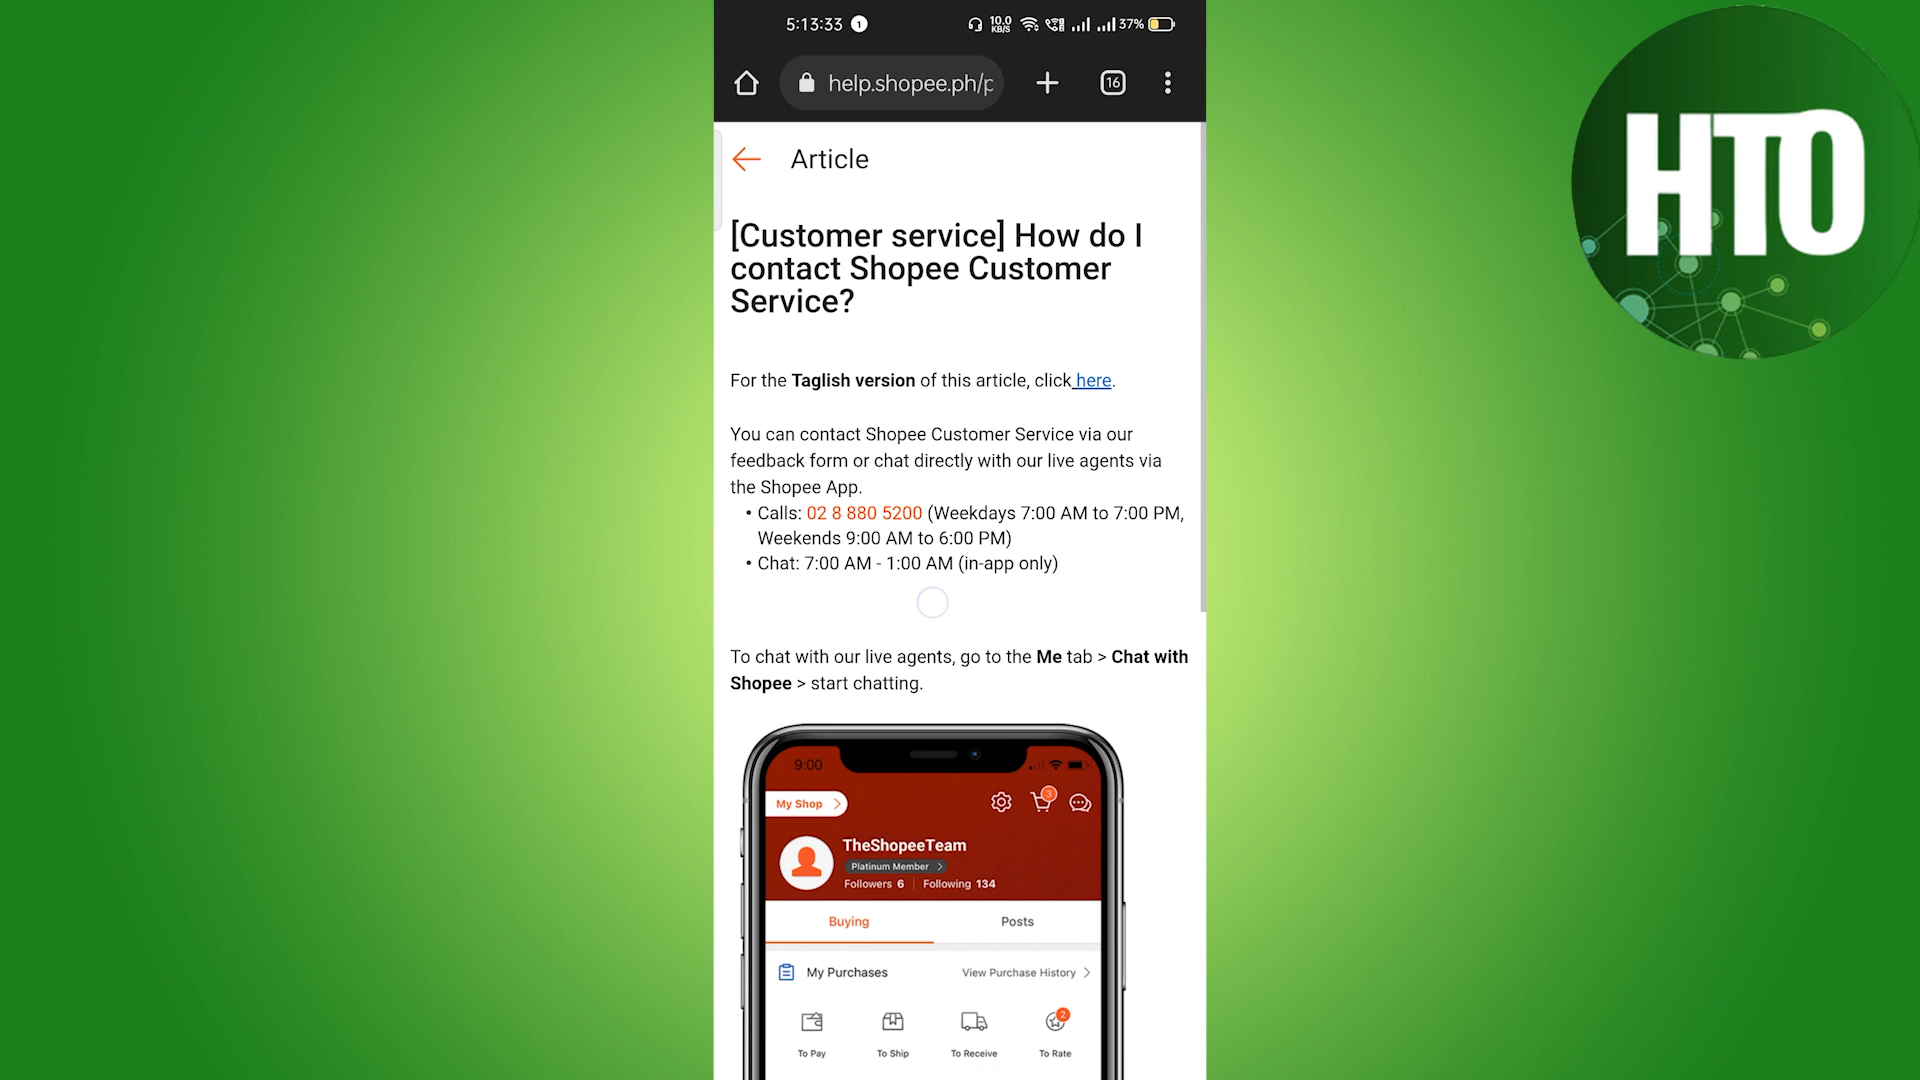 5:13:33 1 10.0 KB/S 37%
help.shopee.ph/p 16
HTO
Article
[Customer service] How do I
contact Shopee Customer
Service?
For the Taglish version of this article, click here.
You can contact Shopee Customer Service via our
feedback form or chat directly with our live agents via
the Shopee App.
• Calls: 02 8 880 5200 (Weekdays 7:00 AM to 7:00 PM,
Weekends 9:00 AM to 6:00 PM)
• Chat: 7:00 AM - 1:00 AM (in-app only)
To chat with our live agents, go to the Me tab > Chat with
Shopee > start chatting.
9:00
My Shop > 3
TheShopeeTeam
Platinum Member >
Followers 6 | Following 134
Buying Posts
My Purchases View Purchase History >
2
To Pay To Ship To Receive To Rate